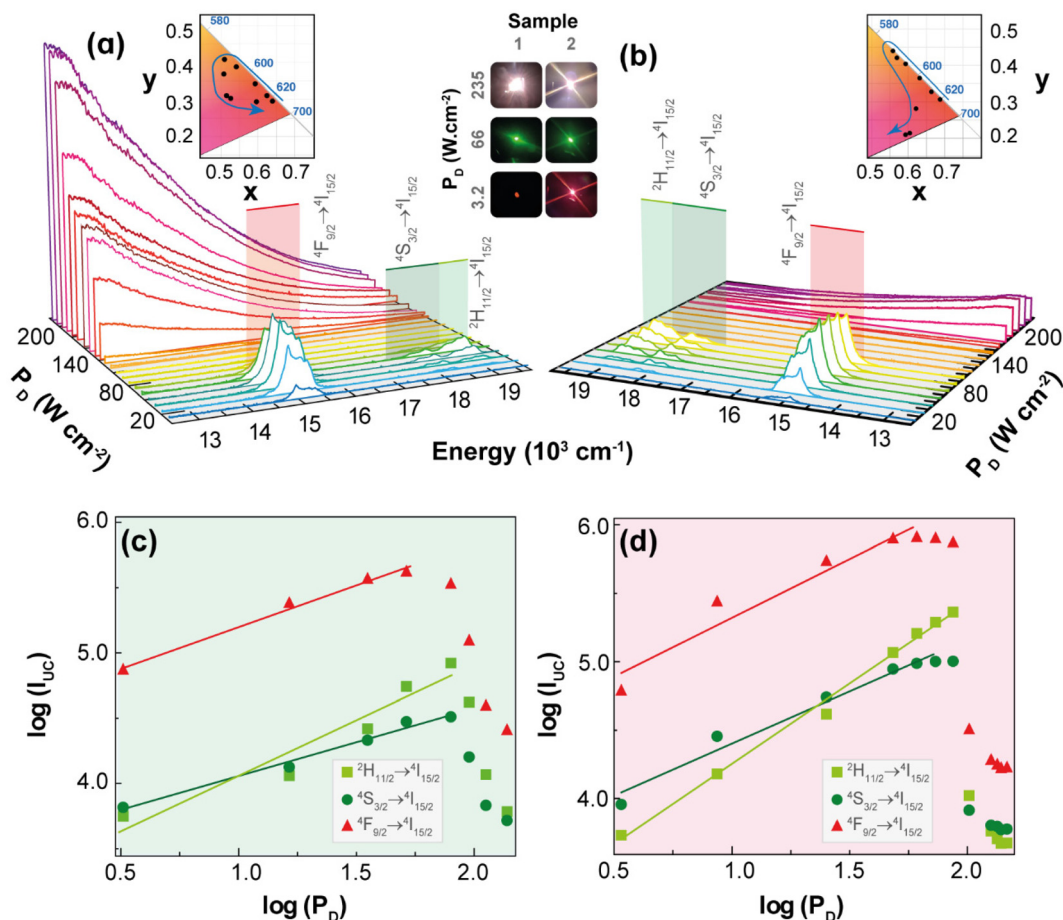 (a)
580
600
620
700
0.5
0.4
0.3
0.2
y
0.5 0.6 0.7
x
Sample
1 2
P_D (W.cm⁻²)
235
66
3.2
(b)
580
600
620
700
0.5
0.4
0.3
0.2
y
0.5 0.6 0.7
x
⁴F₉/₂→⁴I₁₅/₂
⁴S₃/₂→⁴I₁₅/₂
²H₁₁/₂→⁴I₁₅/₂
²H₁₁/₂→⁴I₁₅/₂
⁴S₃/₂→⁴I₁₅/₂
⁴F₉/₂→⁴I₁₅/₂
200
140
80
20
P_D (W cm⁻²)
13 14 15 16 17 18 19
Energy (10³ cm⁻¹)
19 18 17 16 15 14 13
20
80
140
200
P_D (W cm⁻²)
(c)
6.0
5.0
4.0
log (I_UC)
²H₁₁/₂→⁴I₁₅/₂
⁴S₃/₂→⁴I₁₅/₂
⁴F₉/₂→⁴I₁₅/₂
0.5 1.0 1.5 2.0
log (P_D)
(d)
6.0
5.0
4.0
log (I_UC)
²H₁₁/₂→⁴I₁₅/₂
⁴S₃/₂→⁴I₁₅/₂
⁴F₉/₂→⁴I₁₅/₂
0.5 1.0 1.5 2.0
log (P_D)